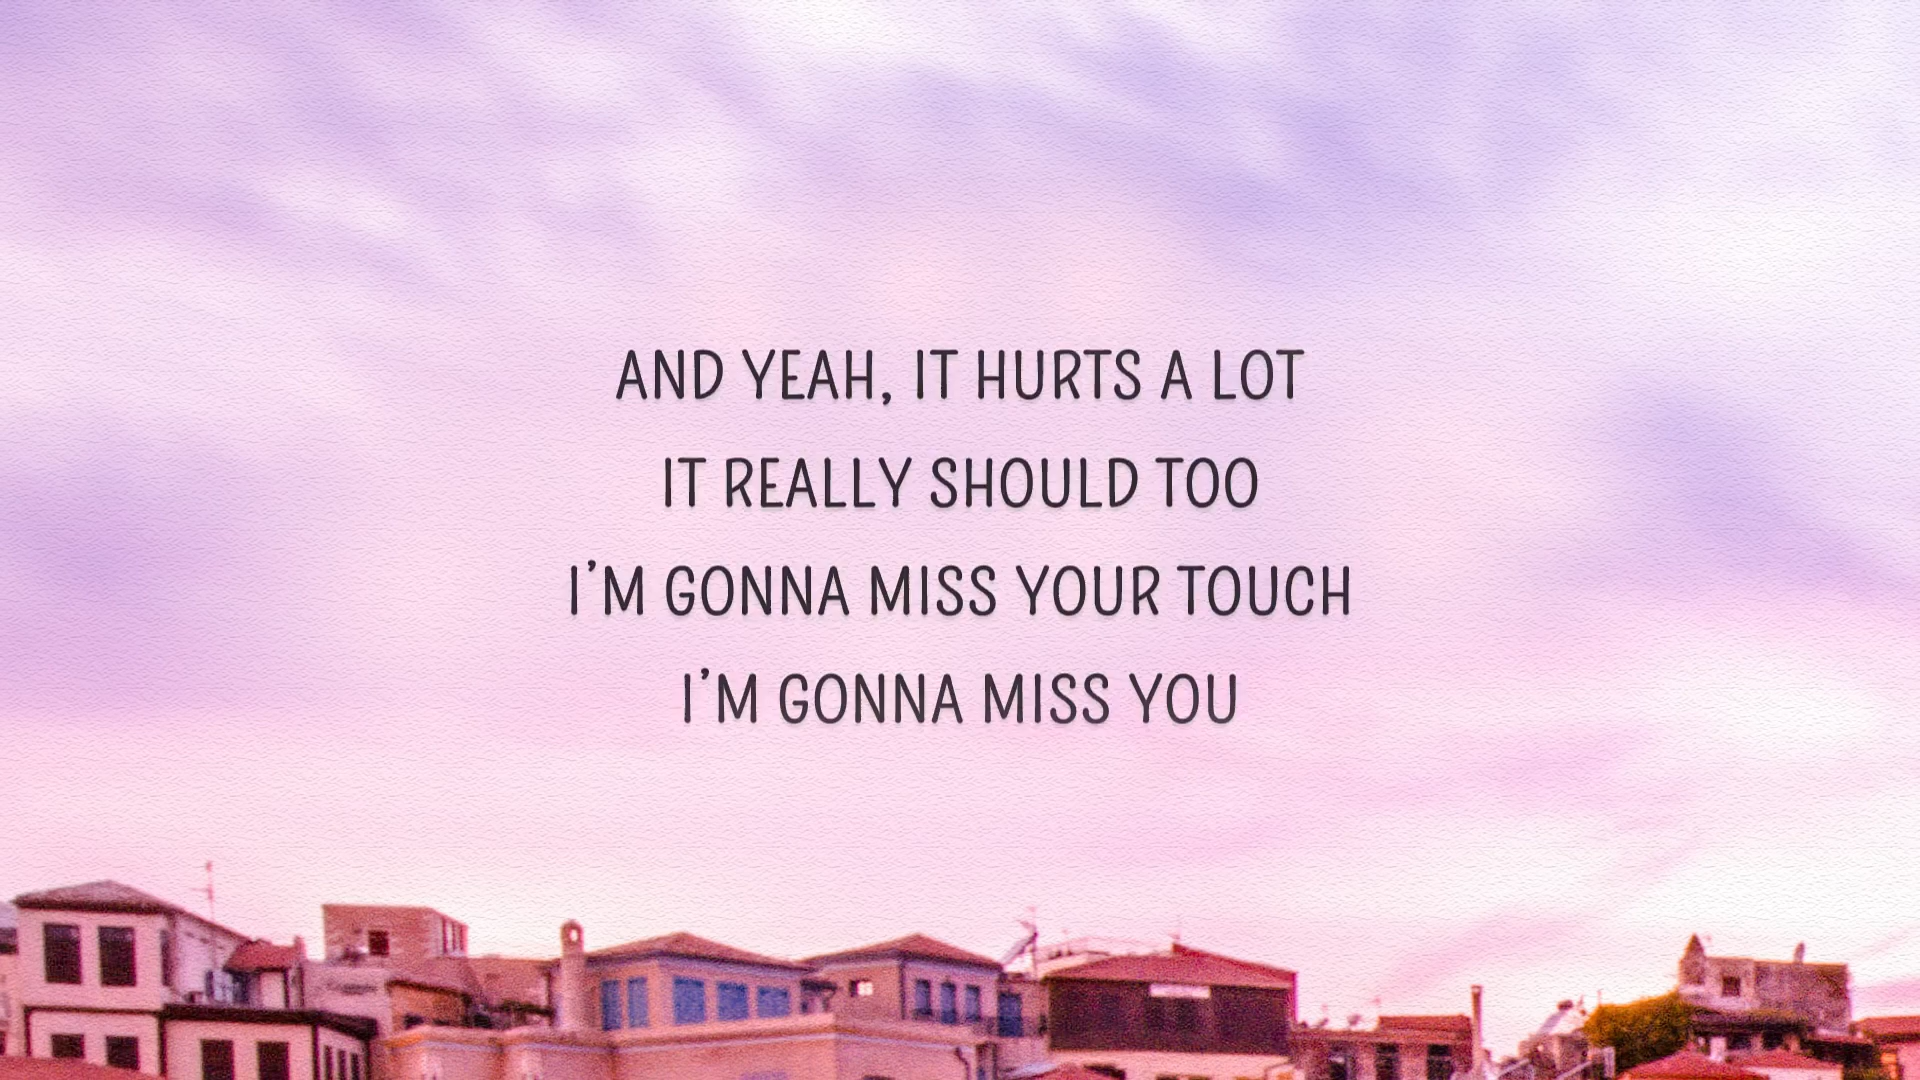 AND YEAH, IT HURTS A LOT
IT REALLY SHOULD TOO
I'M GONNA MISS YOUR TOUCH
I'M GONNA MISS YOU